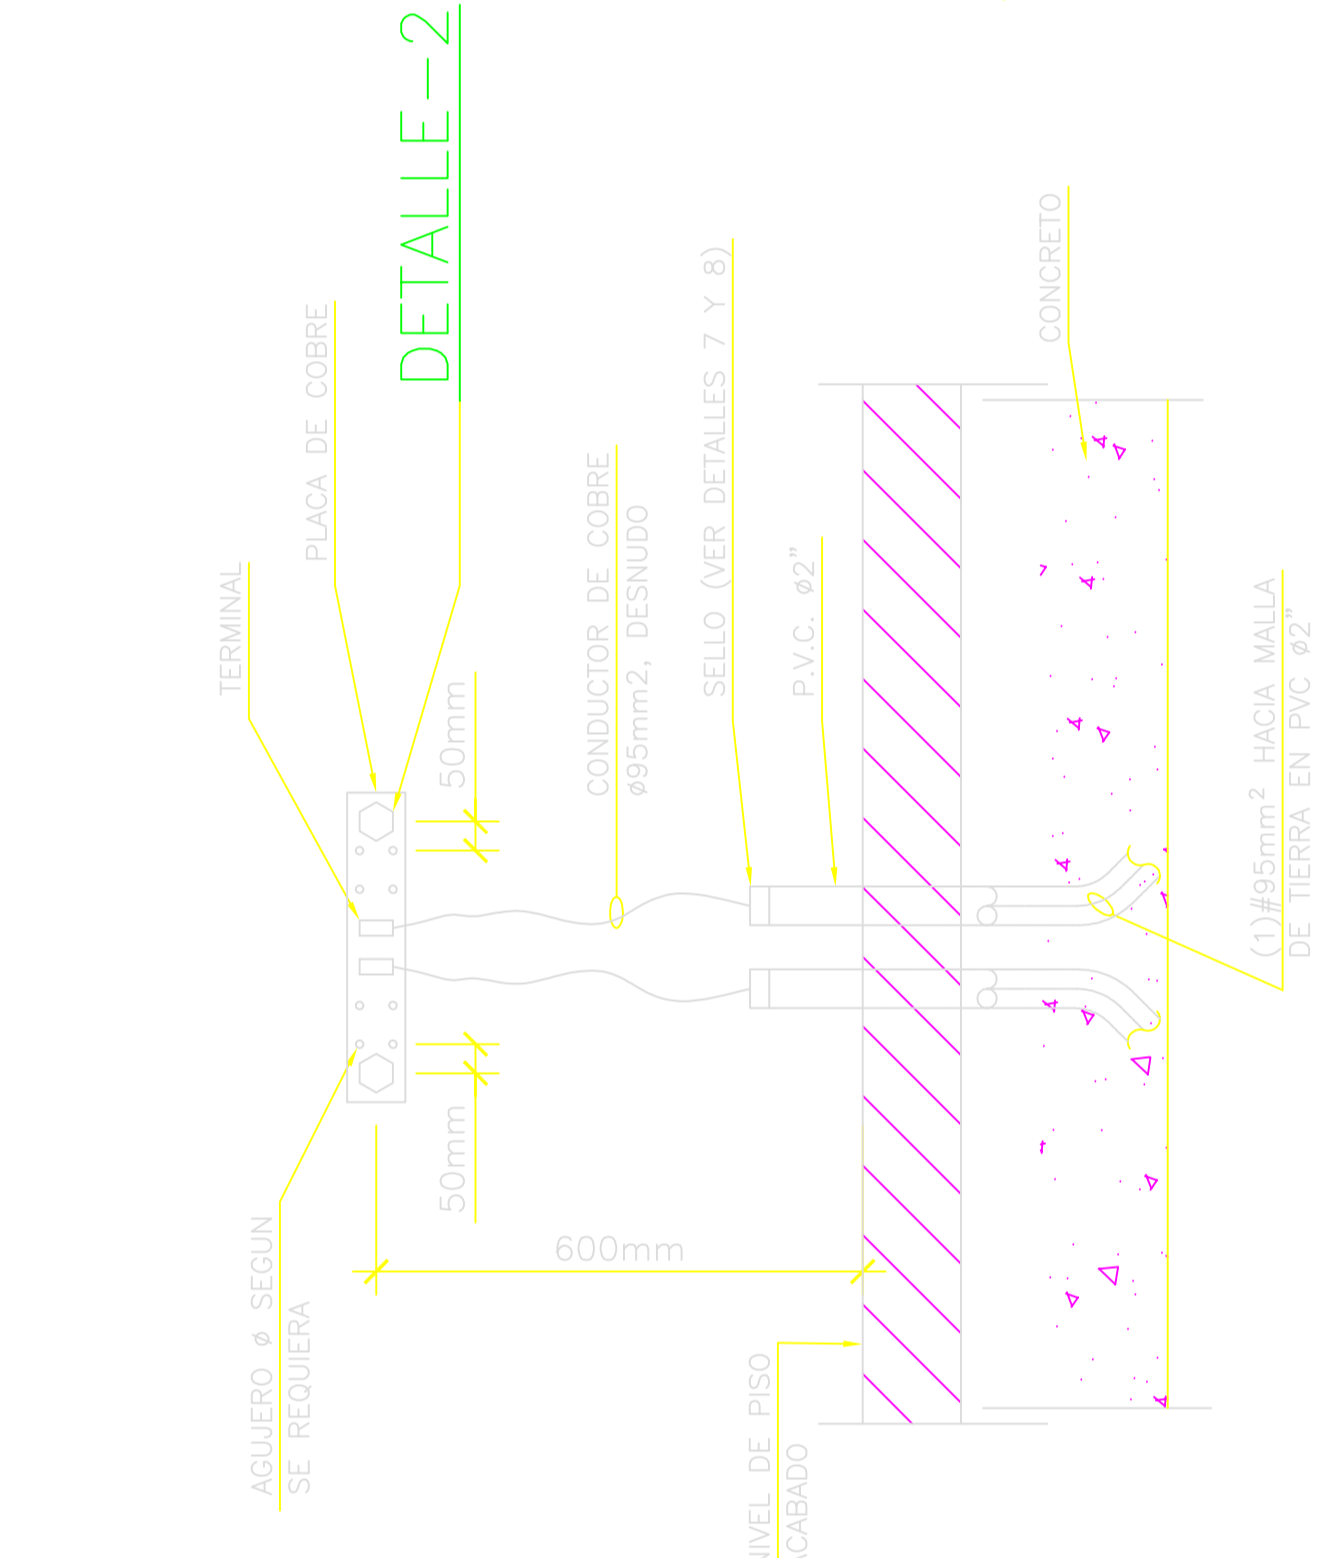 DETALLE-2
PLACA DE COBRE
TERMINAL
CONCRETO
SELLO (VER DETALLES 7 Y 8)
CONDUCTOR DE COBRE
ø95mm2, DESNUDO
P.V.C. ø2"
50mm
(1)#95mm² HACIA MALLA
DE TIERRA EN PVC ø2"
50mm
600mm
AGUJERO ø SEGUN
SE REQUIERA
NIVEL DE PISO
ACABADO